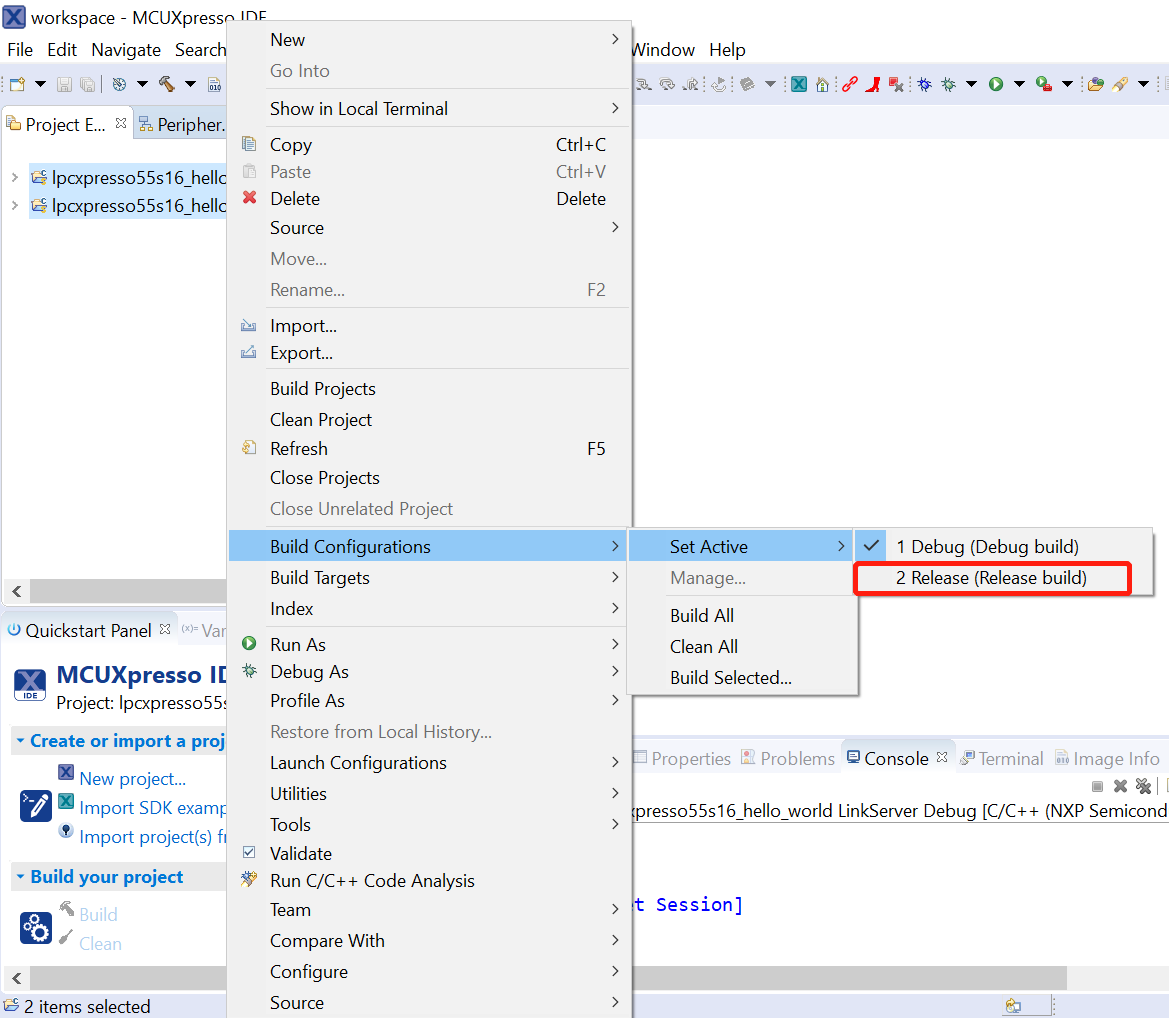 workspace - MCUXpresso IDE
File Edit Navigate Search
Window Help
Project E...
Peripher.
lpcxpresso55s16_hello
lpcxpresso55s16_hello
New
Go Into
Show in Local Terminal
Copy Ctrl+C
Paste Ctrl+V
Delete Delete
Source
Move...
Rename... F2
Import...
Export...
Build Projects
Clean Project
Refresh F5
Close Projects
Close Unrelated Project
Build Configurations
Build Targets
Index
Run As
Debug As
Profile As
Restore from Local History...
Launch Configurations
Utilities
Tools
Validate
Run C/C++ Code Analysis
Team
Compare With
Configure
Source
Set Active
Manage...
Build All
Clean All
Build Selected...
1 Debug (Debug build)
2 Release (Release build)
Quickstart Panel
(x)= Var
MCUXpresso ID
IDE
Project: lpcxpresso55s
Create or import a proj
New project...
Import SDK examp
Import project(s) fr
Build your project
Build
Clean
Properties
Problems
Console
Terminal
Image Info
xpresso55s16_hello_world LinkServer Debug [C/C++ (NXP Semicond
et Session]
2 items selected